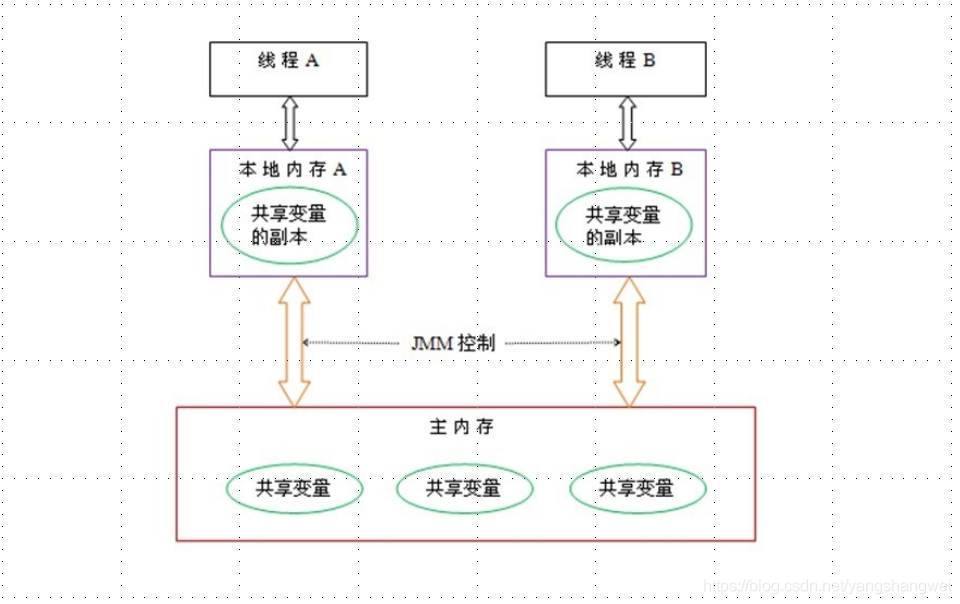 线程 A
线程 B
本地内存 A
本地内存 B
共享变量
的副本
共享变量
的副本
JMM 控制
主内存
共享变量
共享变量
共享变量
https://blog.csdn.net/yangshangwei